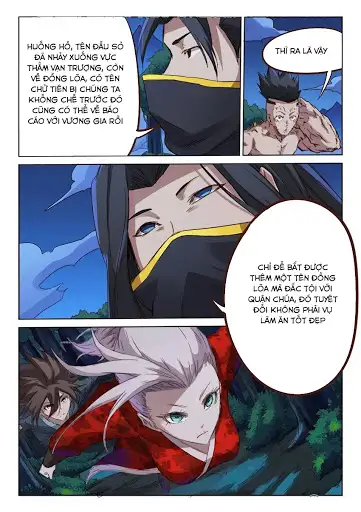 HUỐNG HỒ, TÊN ĐẦU SỎ
ĐÃ NHẢY XUỐNG VỰC
THẲM VẠN TRƯỢNG, CÒN
VỀ ĐỒNG LÕA, CÓ TÊN
CHỬ TIÊN BỊ CHÚNG TA
KHỐNG CHẾ TRƯỚC ĐÓ
CŨNG CÓ THỂ VỀ BÁO
CÁO VỚI VƯƠNG GIA RỒI
THÌ RA LÀ VẬY
CHỈ ĐỂ BẮT ĐƯỢC
THÊM MỘT TÊN ĐỒNG
LÕA MÀ ĐẮC TỘI VỚI
QUẬN CHÚA, ĐÓ TUYỆT
ĐỐI KHÔNG PHẢI VỤ
LÀM ĂN TỐT ĐẸP